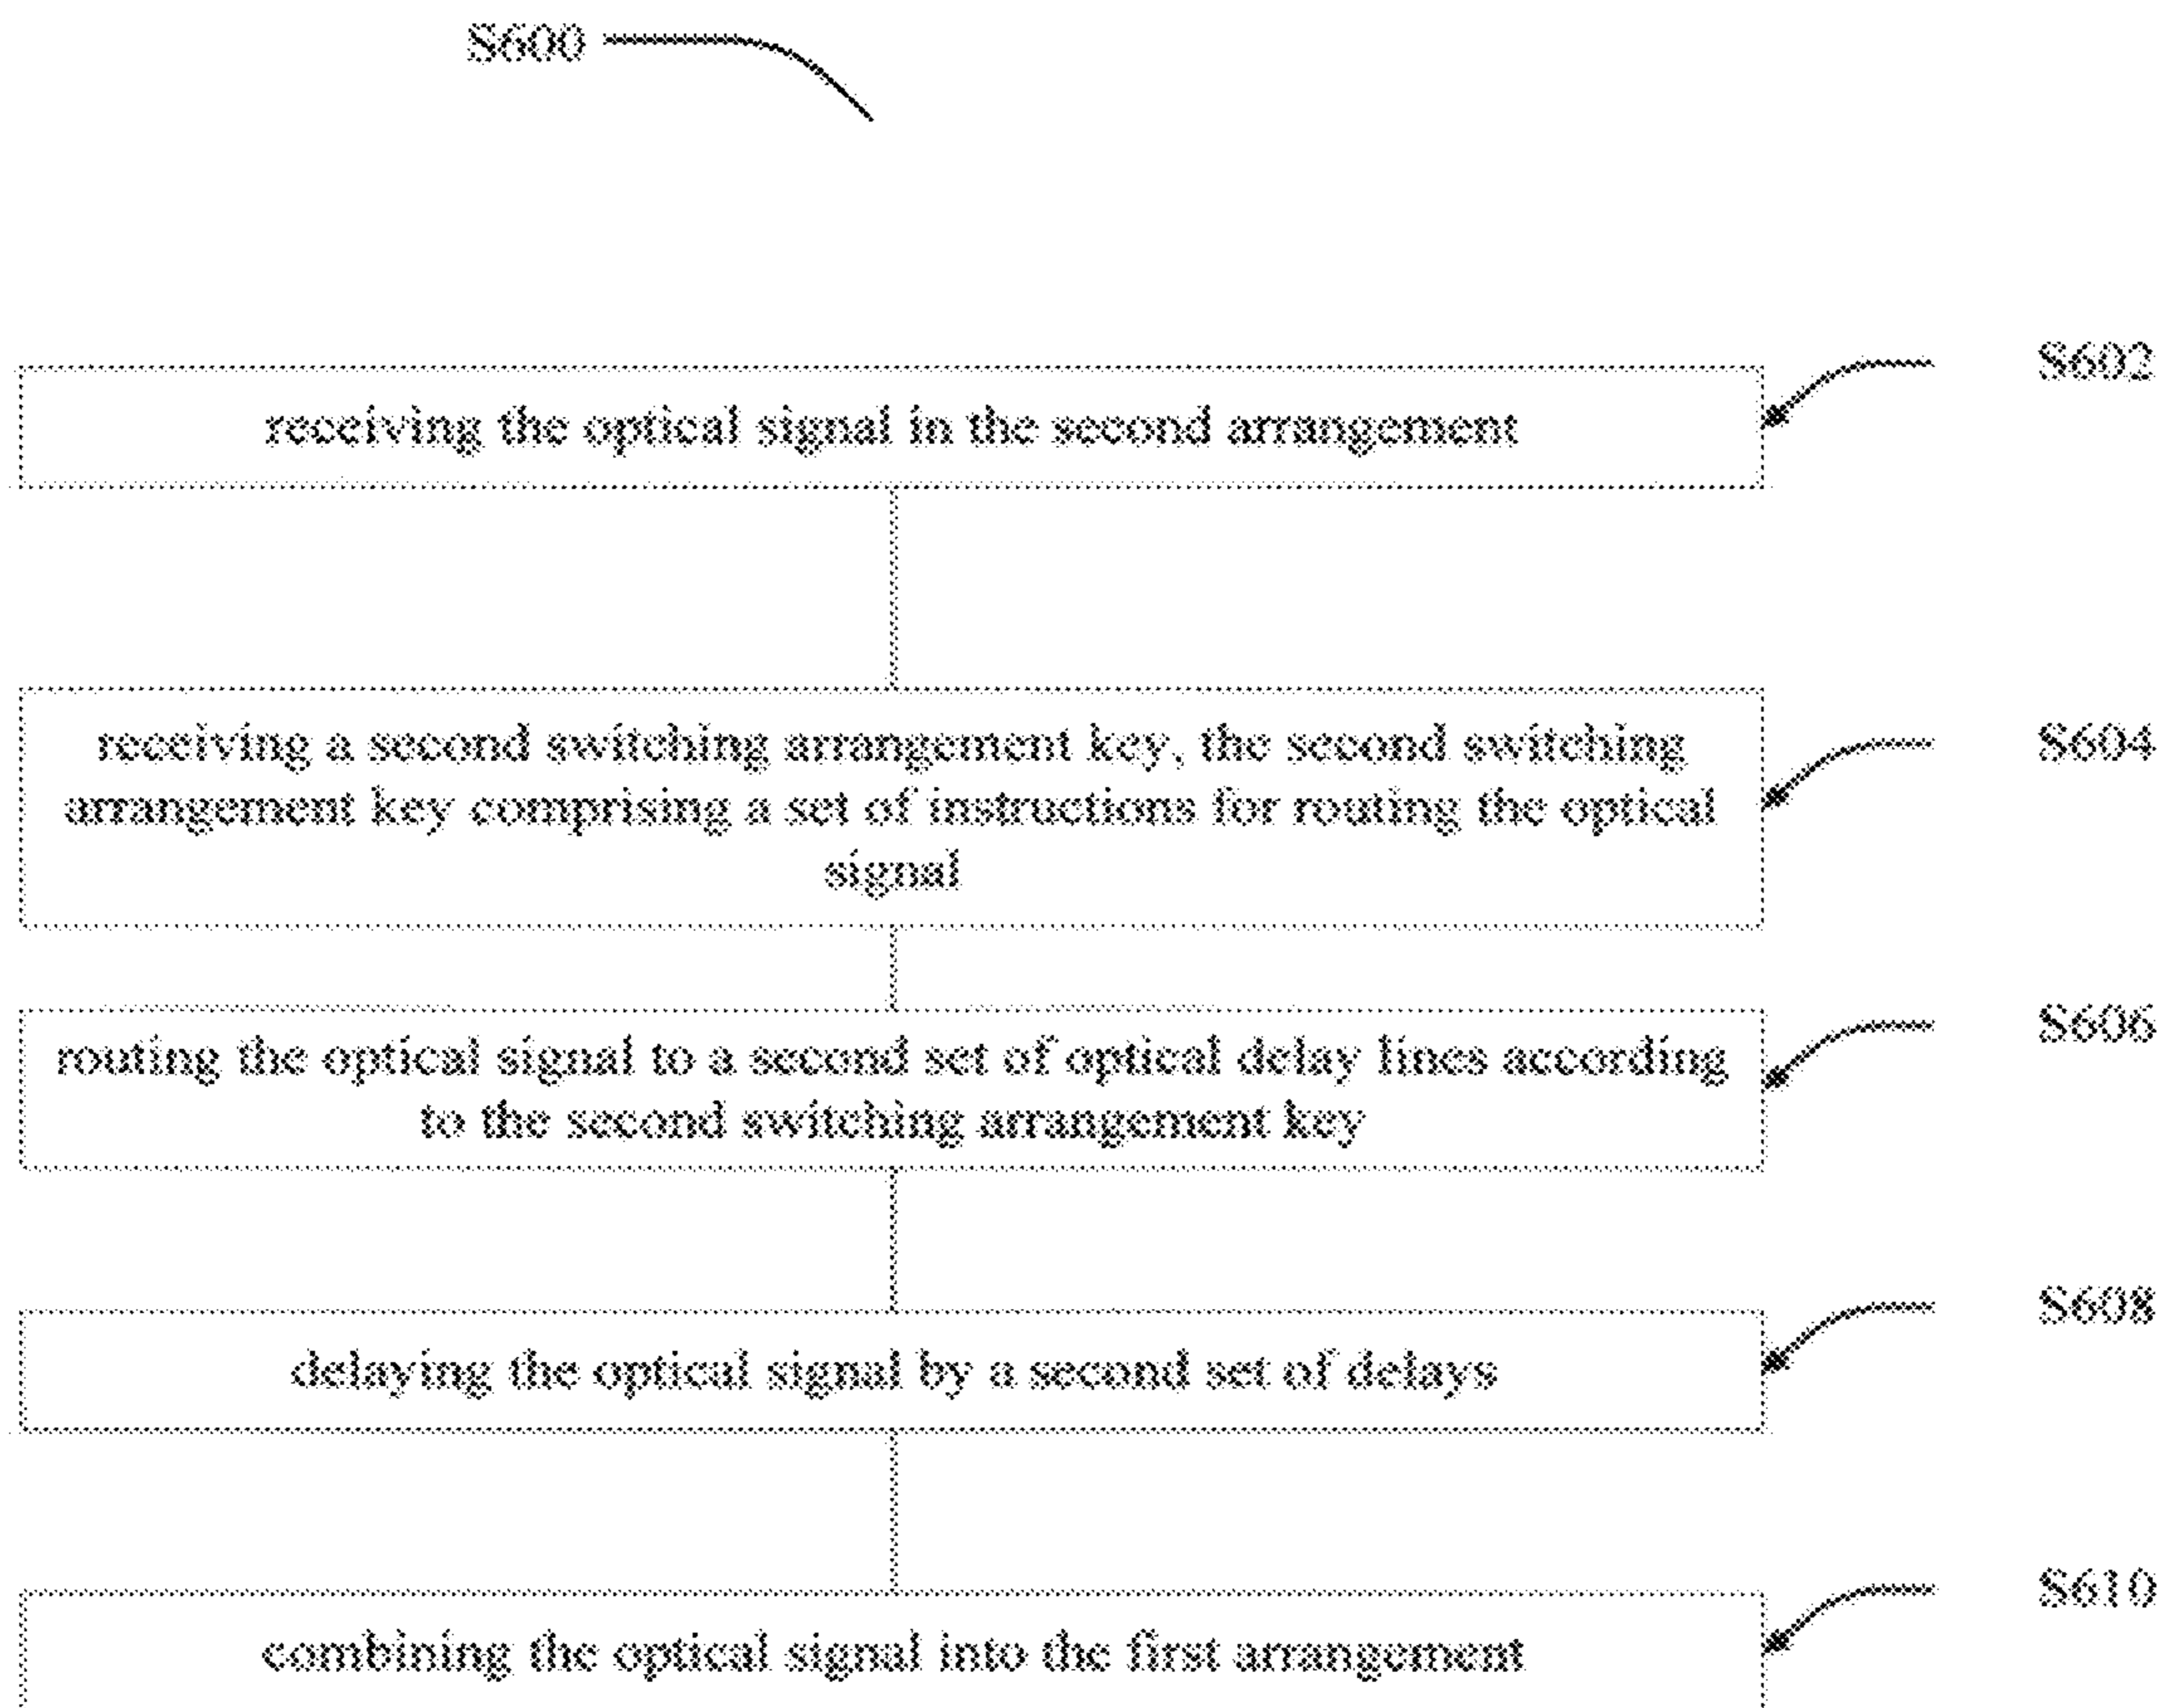 S600
S602
receiving the optical signal in the second arrangement
S604
receiving a second switching arrangement key, the second switching
arrangement key comprising a set of instructions for routing the optical
signal
S606
routing the optical signal to a second set of optical delay lines according
to the second switching arrangement key
S608
delaying the optical signal by a second set of delays
S610
combining the optical signal into the first arrangement